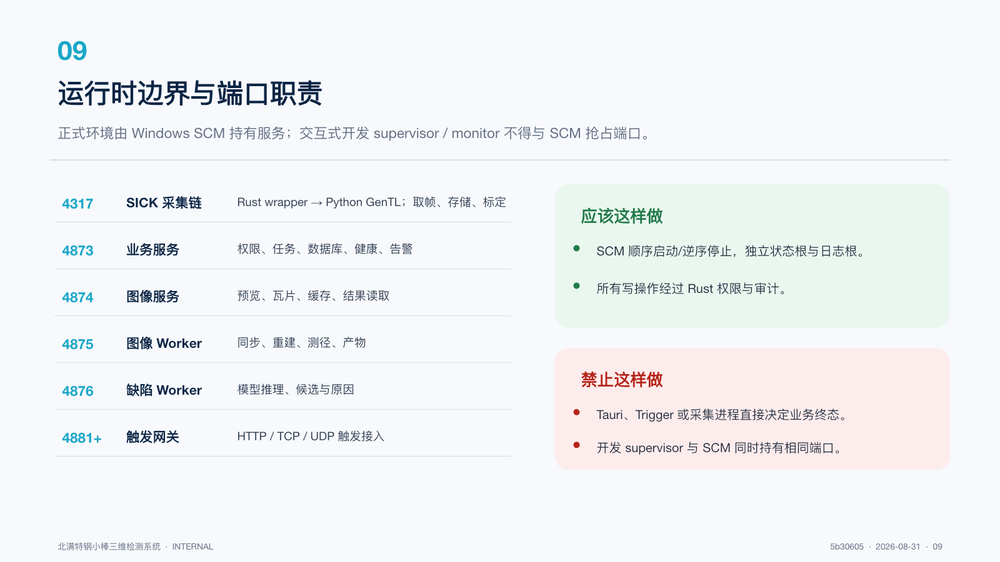 09
运行时边界与端口职责
正式环境由 Windows SCM 持有服务；交互式开发 supervisor / monitor 不得与 SCM 抢占端口。
4317 SICK 采集链 Rust wrapper → Python GenTL；取帧、存储、标定
4873 业务服务 权限、任务、数据库、健康、告警
4874 图像服务 预览、瓦片、缓存、结果读取
4875 图像 Worker 同步、重建、测径、产物
4876 缺陷 Worker 模型推理、候选与原因
4881+ 触发网关 HTTP / TCP / UDP 触发接入
应该这样做
• SCM 顺序启动/逆序停止，独立状态根与日志根。
• 所有写操作经过 Rust 权限与审计。
禁止这样做
• Tauri、Trigger 或采集进程直接决定业务终态。
• 开发 supervisor 与 SCM 同时持有相同端口。
北满特钢小棒三维检测系统 · INTERNAL
5b30605 · 2026-08-31 · 09